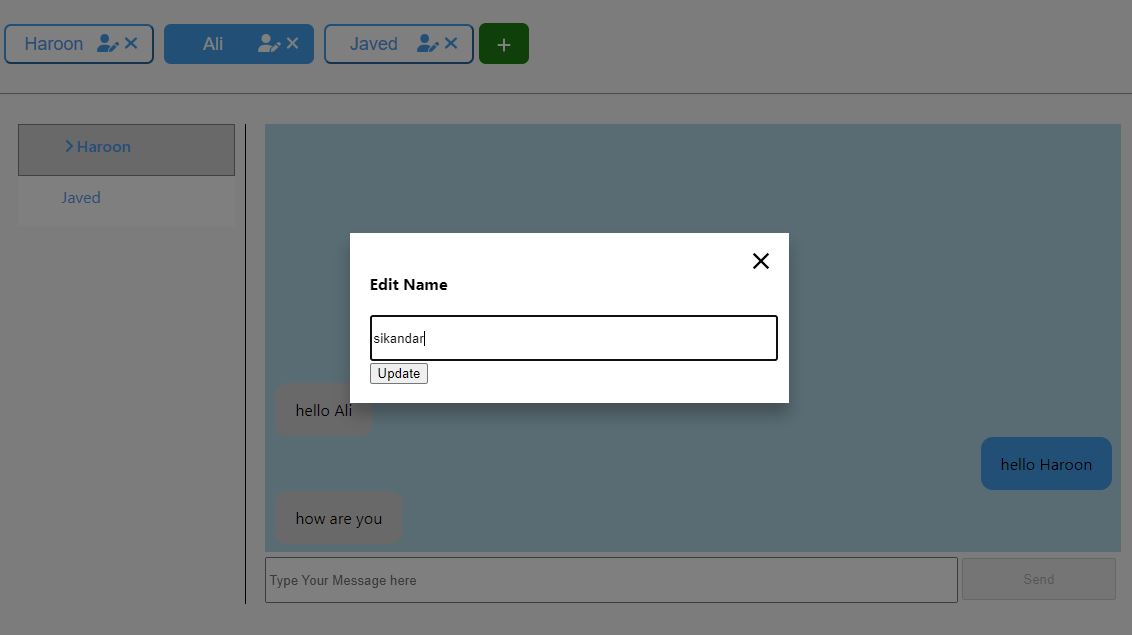 Haroon
Ali
Javed
+
Haroon
Javed
Edit Name
sikandar
Update
hello Ali
hello Haroon
how are you
Type Your Message here
Send